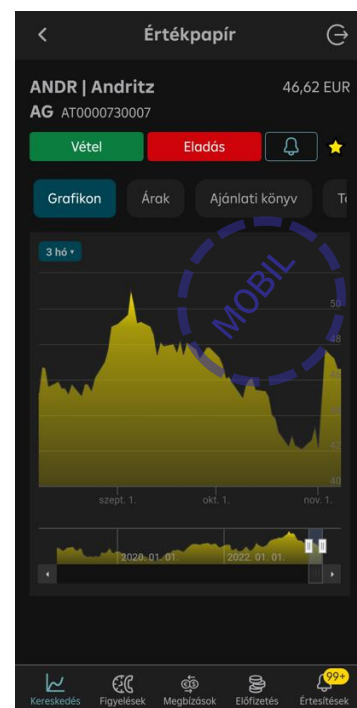 Értékpapír
ANDR | Andritz
AG AT0000730007
46,62 EUR
Vétel
Eladás
Grafikon
Árak
Ajánlati könyv
3 hó
MOBIL
50
48
42
40
szept. 1.
okt. 1.
nov. 1.
2020. 01. 01.
2022. 01. 01.
Kereskedés
Figyelések
Megbízások
Előfizetés
99+
Értesítések